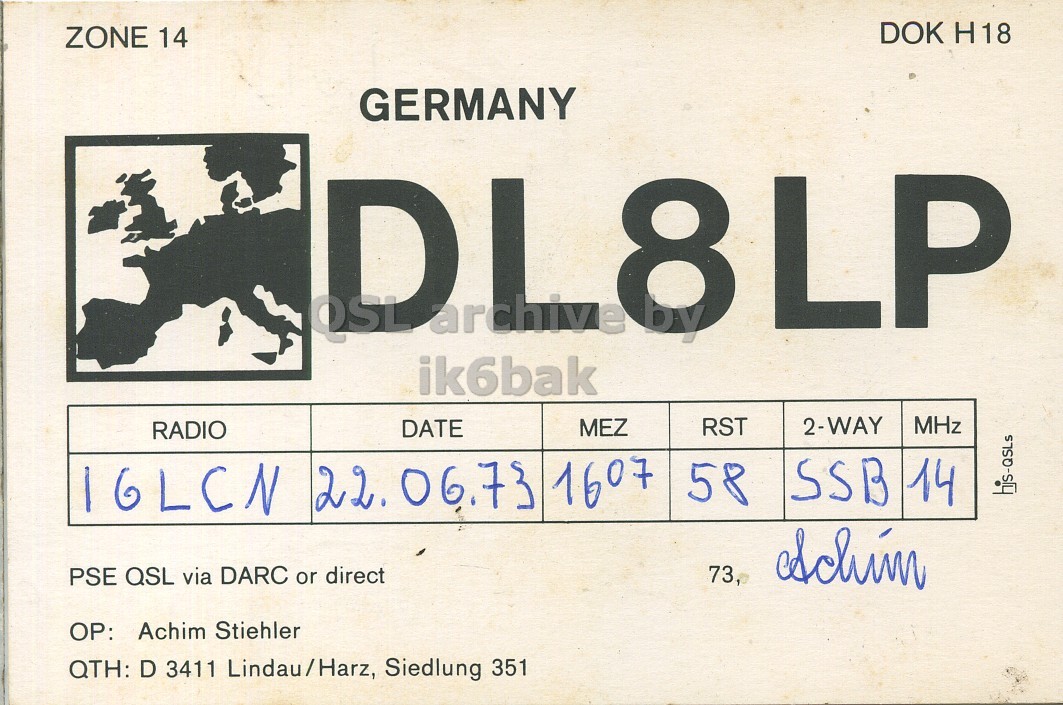 ZONE 14
DOK H18
GERMANY
DL8LP
QSL archive by
ik6bak
RADIO DATE MEZ RST 2-WAY MHz
I6LCN 22.06.73 1607 58 SSB 14
hjs-QSLs
PSE QSL via DARC or direct
73, Achim
OP: Achim Stiehler
QTH: D 3411 Lindau/Harz, Siedlung 351